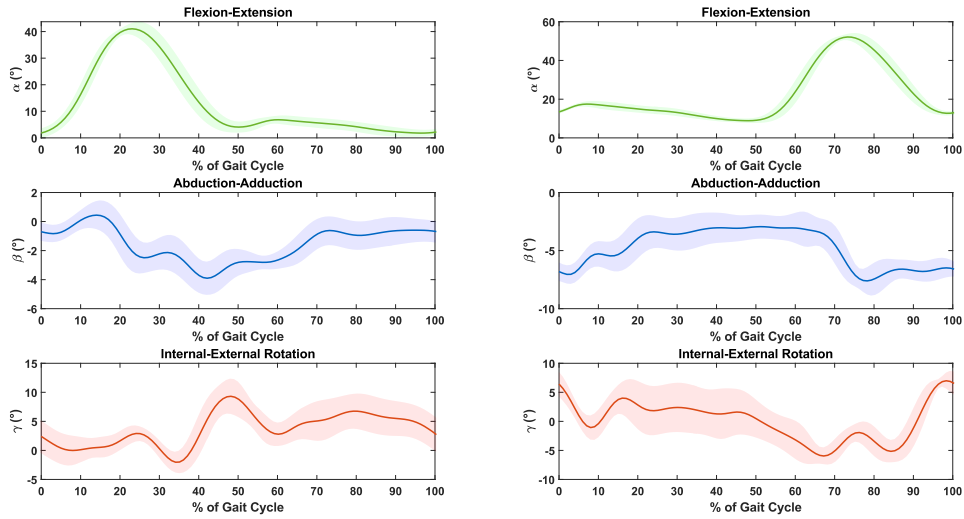 Flexion-Extension
α (°)
40
30
20
10
0
0 10 20 30 40 50 60 70 80 90 100
% of Gait Cycle
Abduction-Adduction
β (°)
2
0
-2
-4
-6
0 10 20 30 40 50 60 70 80 90 100
% of Gait Cycle
Internal-External Rotation
γ (°)
15
10
5
0
-5
0 10 20 30 40 50 60 70 80 90 100
% of Gait Cycle
Flexion-Extension
α (°)
60
40
20
0
0 10 20 30 40 50 60 70 80 90 100
% of Gait Cycle
Abduction-Adduction
β (°)
0
-5
-10
0 10 20 30 40 50 60 70 80 90 100
% of Gait Cycle
Internal-External Rotation
γ (°)
10
5
0
-5
-10
0 10 20 30 40 50 60 70 80 90 100
% of Gait Cycle